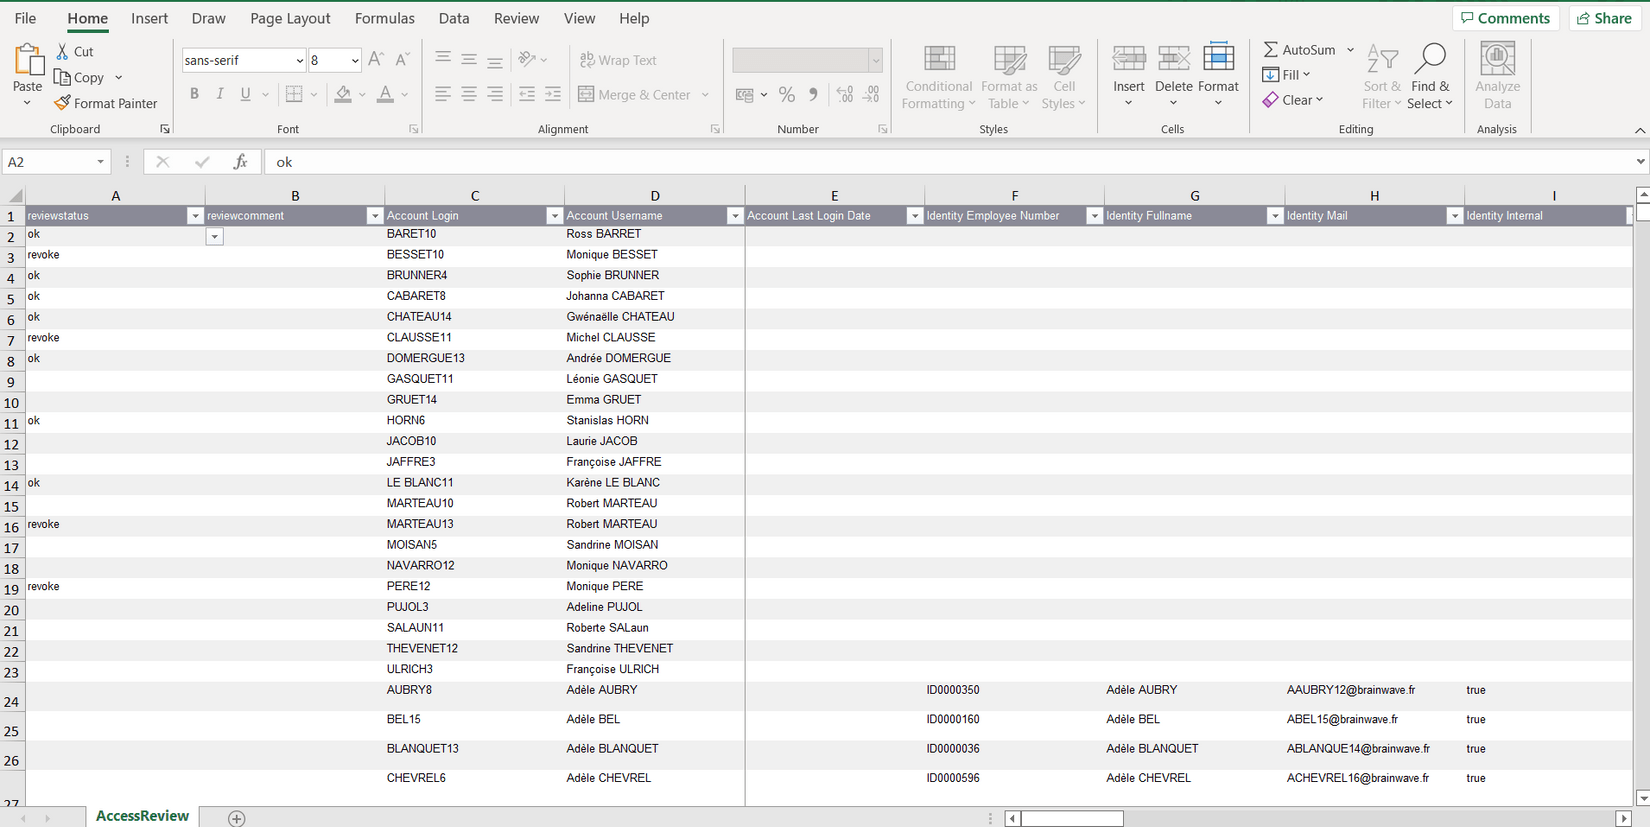 File Home Insert Draw Page Layout Formulas Data Review View Help Comments Share
Paste Cut Copy Format Painter Clipboard
sans-serif 8 A A B I U A Font
ab Wrap Text Merge & Center Alignment
% Number
Conditional Formatting Format as Table Cell Styles Styles
Insert Delete Format Cells
AutoSum Fill Clear Sort & Filter Find & Select Editing
Analyze Data Analysis
A2 fx ok
A B C D E F G H I
1 reviewstatus reviewcomment Account Login Account Username Account Last Login Date Identity Employee Number Identity Fullname Identity Mail Identity Internal
2 ok BARET10 Ross BARRET
3 revoke BESSET10 Monique BESSET
4 ok BRUNNER4 Sophie BRUNNER
5 ok CABARET8 Johanna CABARET
6 ok CHATEAU14 Gwénaëlle CHATEAU
7 revoke CLAUSSE11 Michel CLAUSSE
8 ok DOMERGUE13 Andrée DOMERGUE
9 GASQUET11 Léonie GASQUET
10 GRUET14 Emma GRUET
11 ok HORN6 Stanislas HORN
12 JACOB10 Laurie JACOB
13 JAFFRE3 Françoise JAFFRE
14 ok LE BLANC11 Karène LE BLANC
15 MARTEAU10 Robert MARTEAU
16 revoke MARTEAU13 Robert MARTEAU
17 MOISAN5 Sandrine MOISAN
18 NAVARRO12 Monique NAVARRO
19 revoke PERE12 Monique PERE
20 PUJOL3 Adeline PUJOL
21 SALAUN11 Roberte SALaun
22 THEVENET12 Sandrine THEVENET
23 ULRICH3 Françoise ULRICH
24 AUBRY8 Adèle AUBRY ID0000350 Adèle AUBRY AAUBRY12@brainwave.fr true
25 BEL15 Adèle BEL ID0000160 Adèle BEL ABEL15@brainwave.fr true
26 BLANQUET13 Adèle BLANQUET ID0000036 Adèle BLANQUET ABLANQUE14@brainwave.fr true
27 CHEVREL6 Adèle CHEVREL ID0000596 Adèle CHEVREL ACHEVREL16@brainwave.fr true
AccessReview